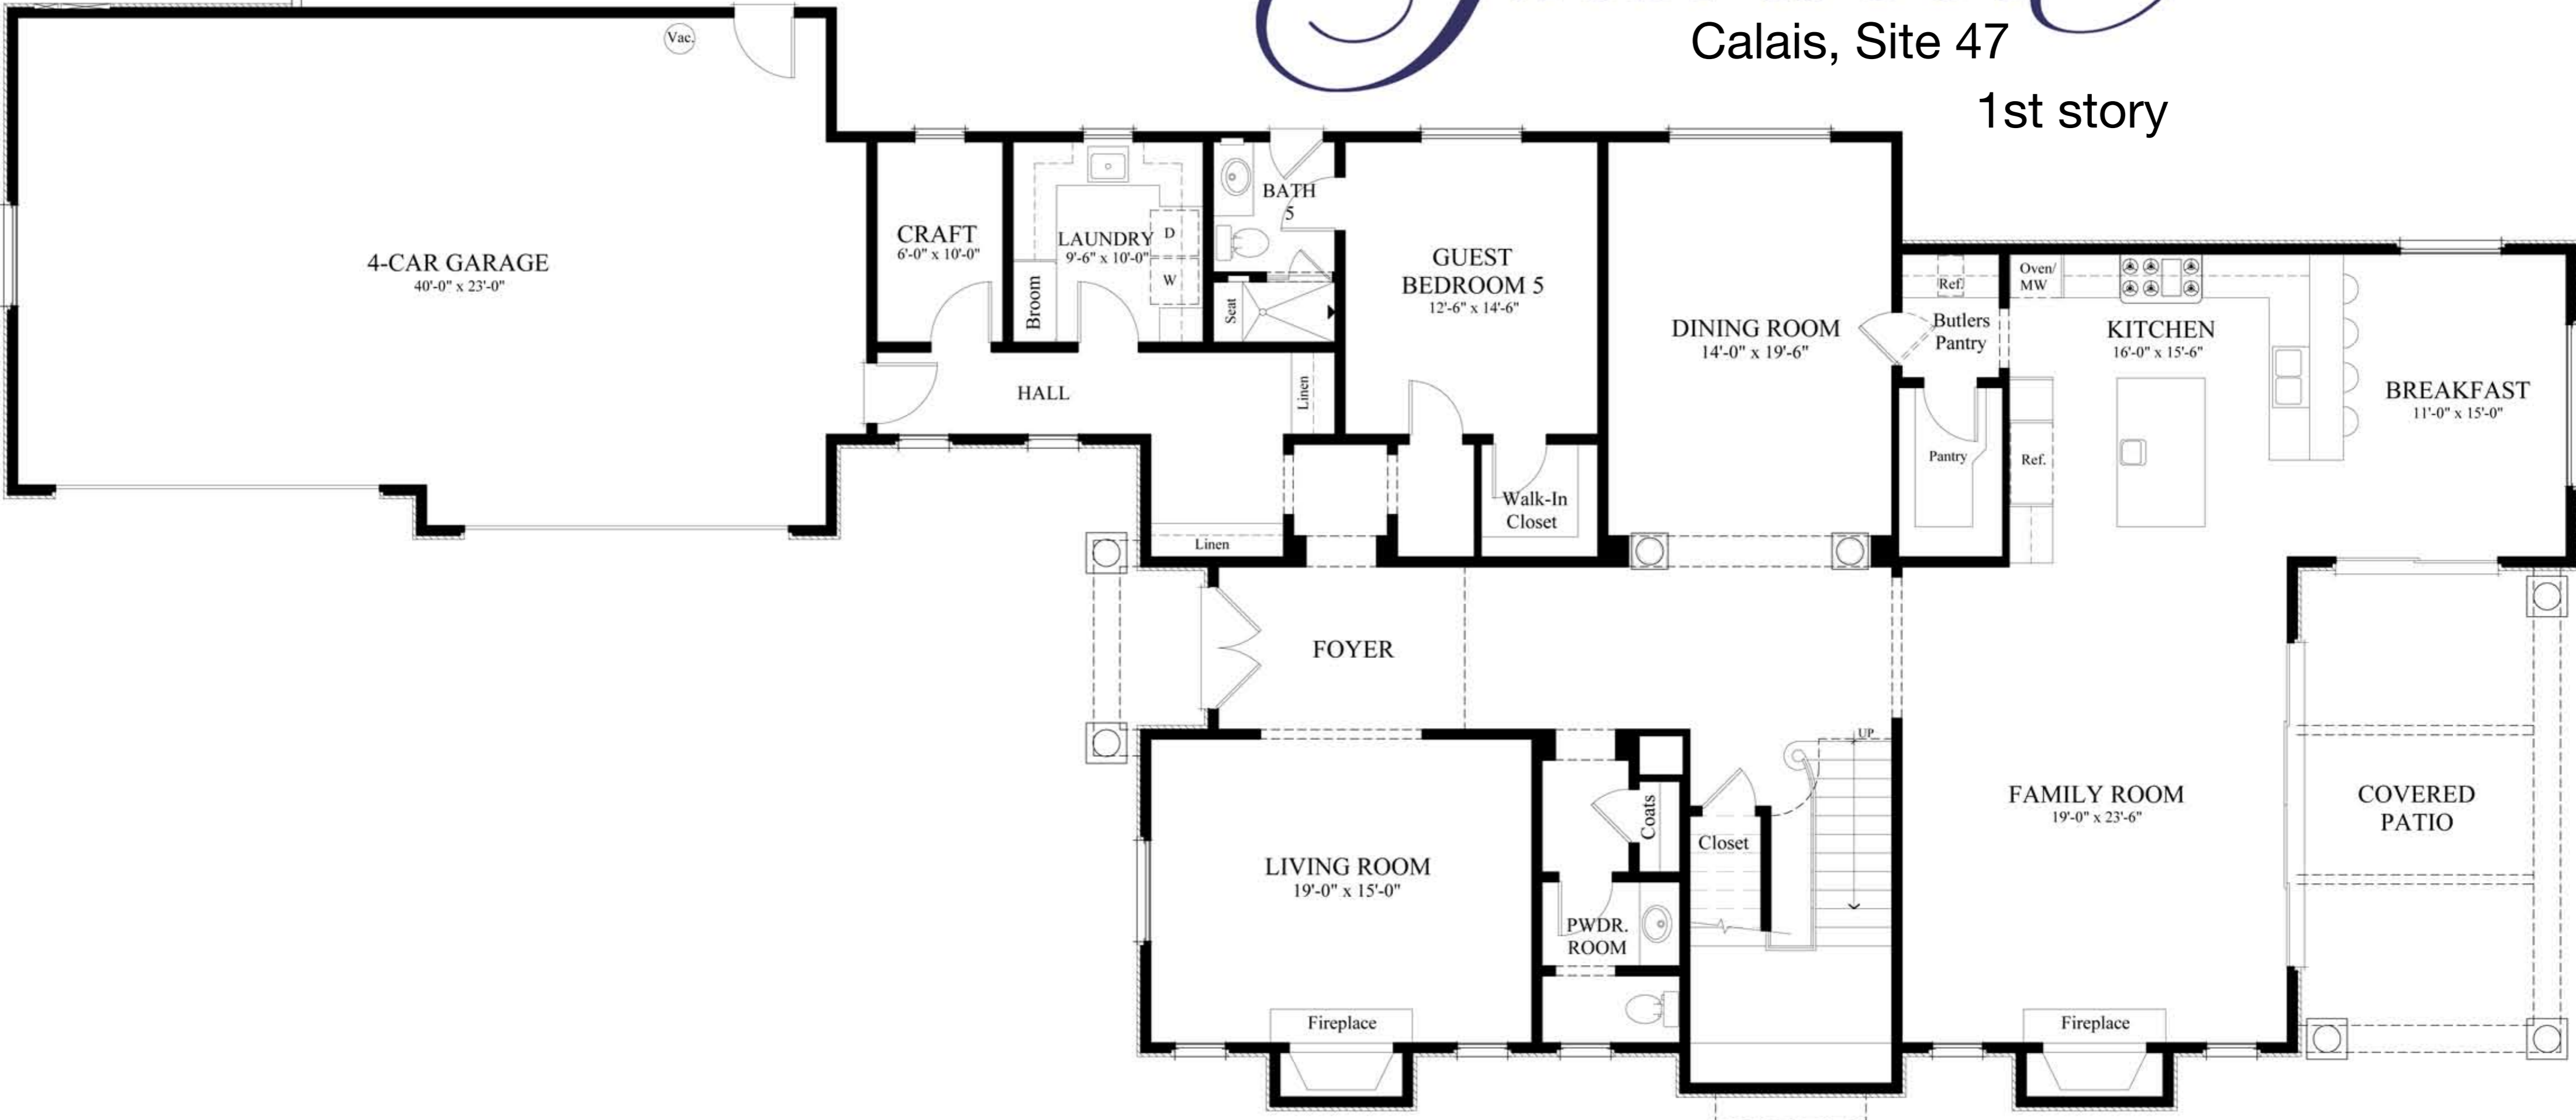 Calais, Site 47
1st story
Vac.
4-CAR GARAGE
40'-0" x 23'-0"
CRAFT
6'-0" x 10'-0"
LAUNDRY
9'-6" x 10'-0"
D
W
Broom
BATH
5
Seat
GUEST
BEDROOM 5
12'-6" x 14'-6"
DINING ROOM
14'-0" x 19'-6"
Ref.
Butlers
Pantry
Oven/
MW
KITCHEN
16'-0" x 15'-6"
BREAKFAST
11'-0" x 15'-0"
HALL
Linen
Linen
Walk-In
Closet
Pantry
Ref.
FOYER
UP
LIVING ROOM
19'-0" x 15'-0"
Fireplace
Coats
Closet
PWDR.
ROOM
FAMILY ROOM
19'-0" x 23'-6"
Fireplace
COVERED
PATIO